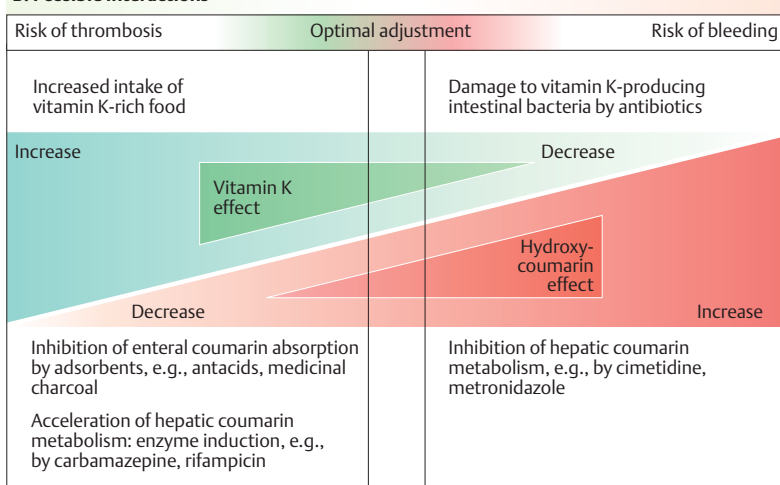 Risk of thrombosis
Optimal adjustment
Risk of bleeding
Increased intake of
vitamin K-rich food
Damage to vitamin K-producing
intestinal bacteria by antibiotics
Increase
Decrease
Vitamin K
effect
Hydroxy-
coumarin
effect
Decrease
Increase
Inhibition of enteral coumarin absorption
by adsorbents, e.g., antacids, medicinal
charcoal
Acceleration of hepatic coumarin
metabolism: enzyme induction, e.g.,
by carbamazepine, rifampicin
Inhibition of hepatic coumarin
metabolism, e.g., by cimetidine,
metronidazole